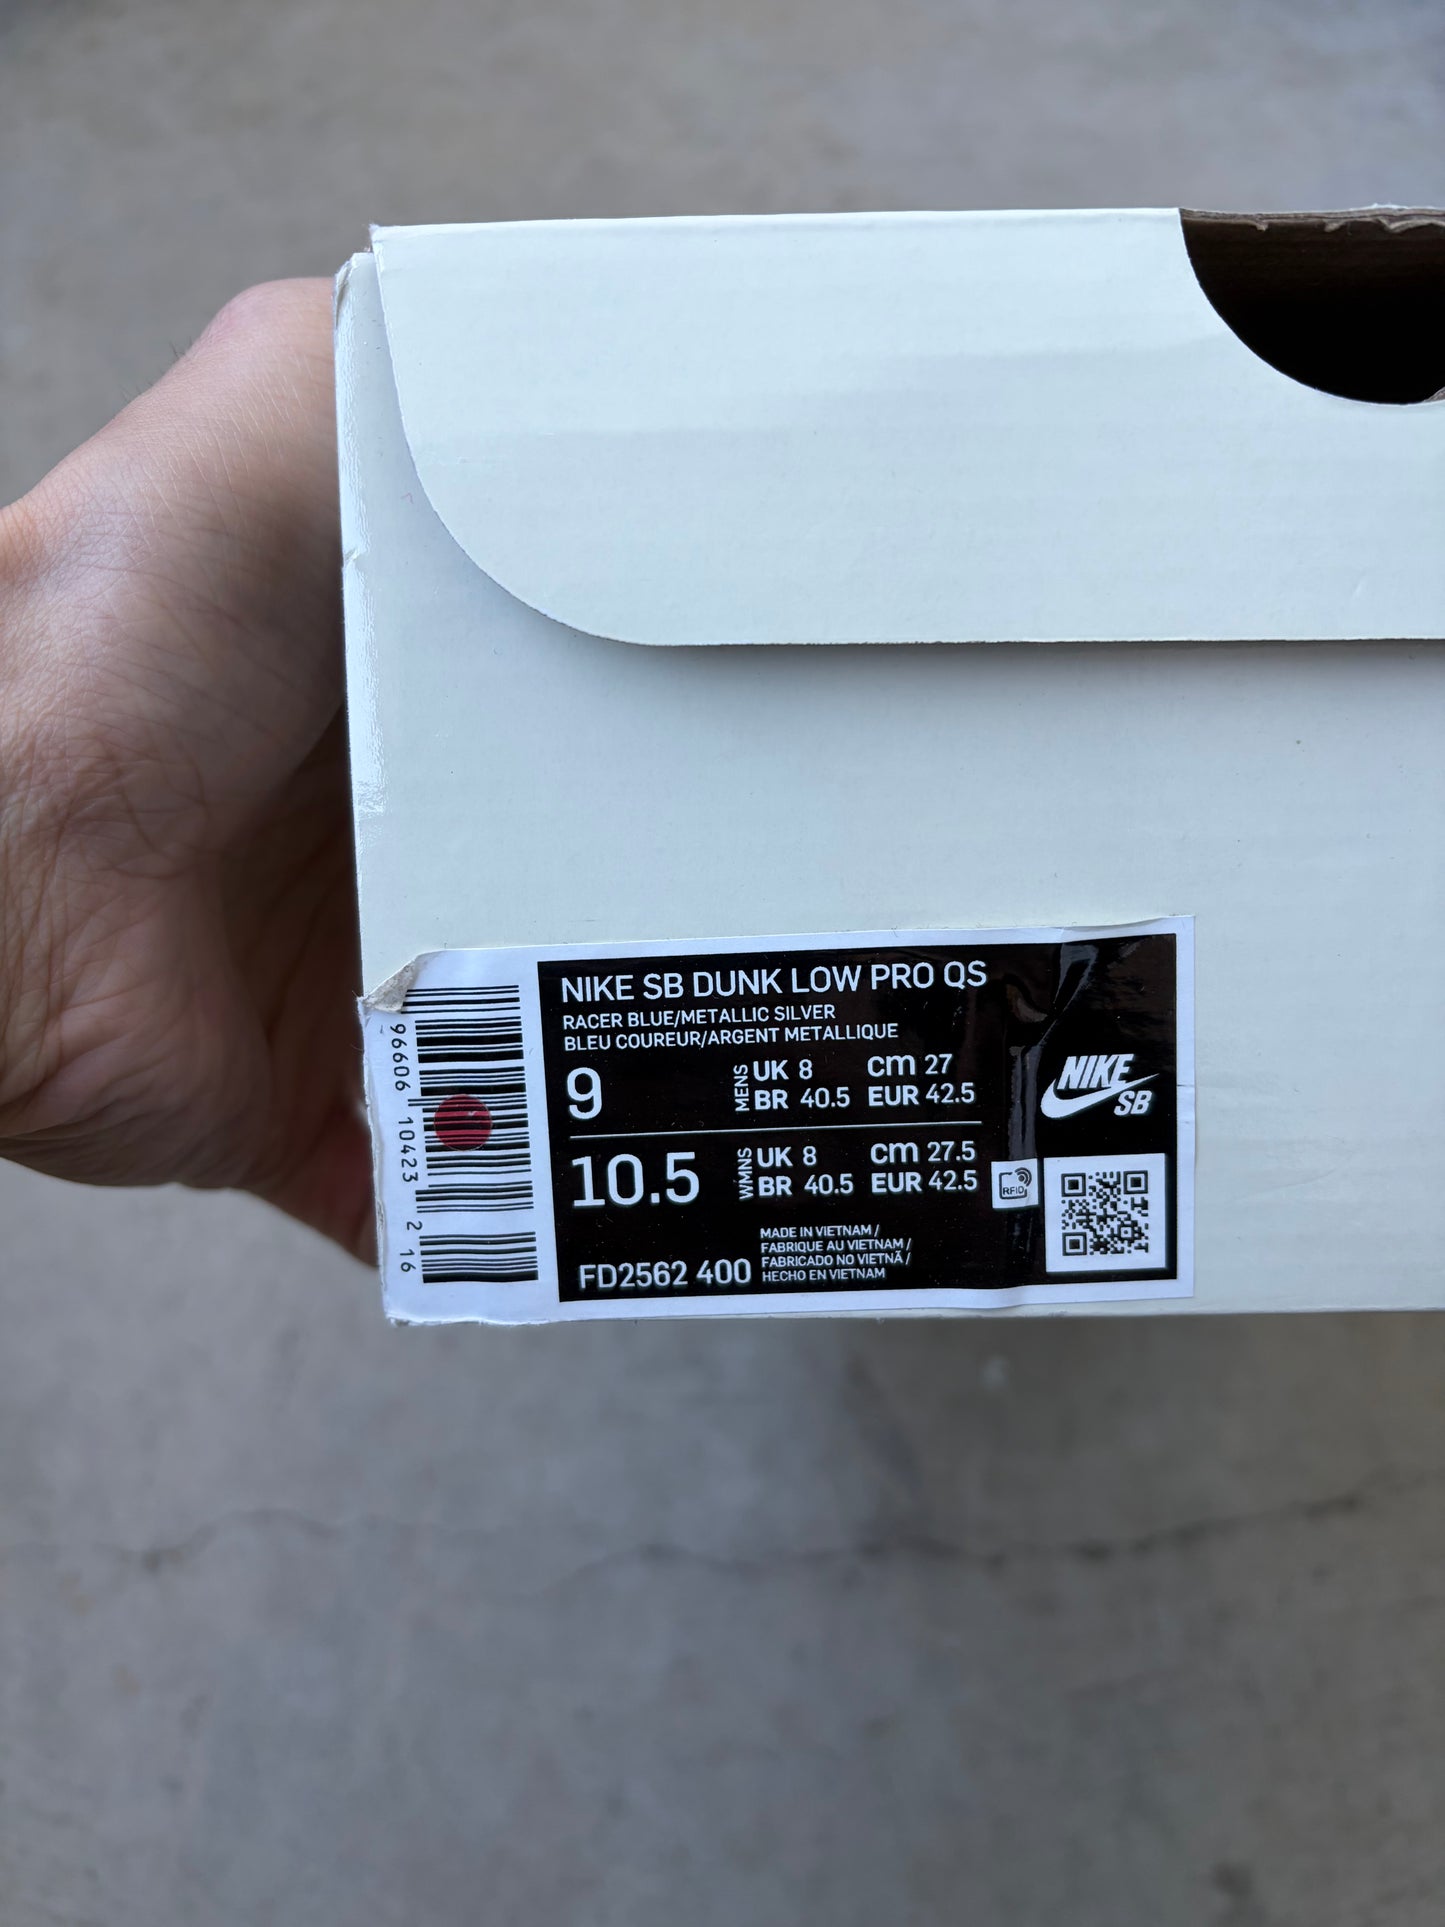 NIKE SB DUNK LOW PRO QS
RACER BLUE/METALLIC SILVER
BLEU COUREUR/ARGENT METALLIQUE
9 MENS UK 8 cm 27
BR 40.5 EUR 42.5
10.5 WMNS UK 8 cm 27.5
BR 40.5 EUR 42.5
FD2562 400
MADE IN VIETNAM /
FABRIQUE AU VIETNAM /
FABRICADO NO VIETNÃ /
HECHO EN VIETNAM
NIKE
SB
RFID
96606 10423 2 16